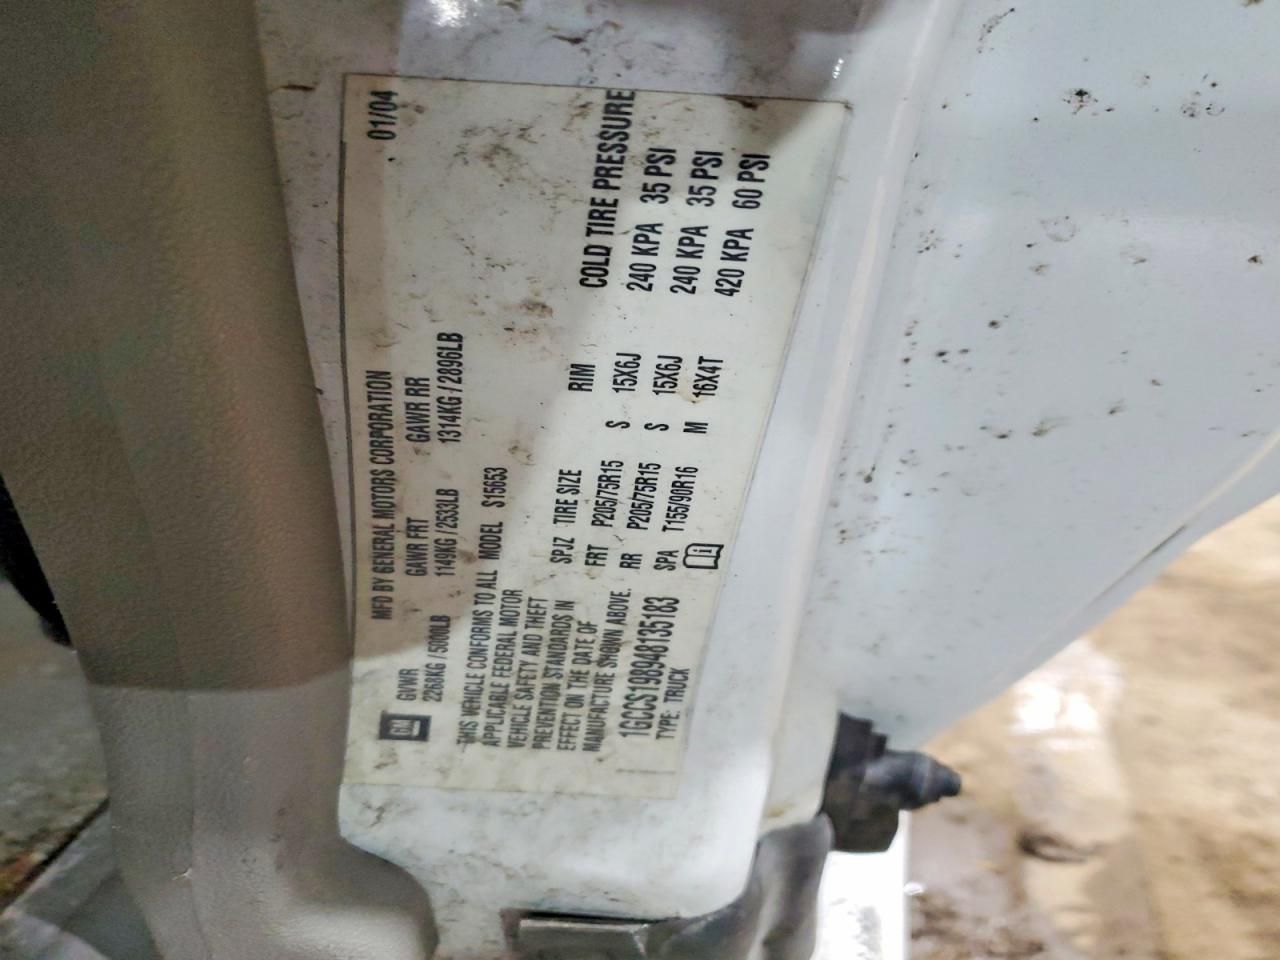 MFD BY GENERAL MOTORS CORPORATION 01/04
GM GVWR GAWR FRT GAWR RR
2268KG / 5000LB 1149KG / 2533LB 1314KG / 2896LB
THIS VEHICLE CONFORMS TO ALL
APPLICABLE FEDERAL MOTOR
VEHICLE SAFETY AND THEFT
PREVENTION STANDARDS IN
EFFECT ON THE DATE OF
MANUFACTURE SHOWN ABOVE.
1GCCS198948135183
TYPE: TRUCK
MODEL S15653
SPJZ TIRE SIZE RIM COLD TIRE PRESSURE
FRT P205/75R15 S 15X6J 240 KPA 35 PSI
RR P205/75R15 S 15X6J 240 KPA 35 PSI
SPA T155/90R16 M 16X4T 420 KPA 60 PSI